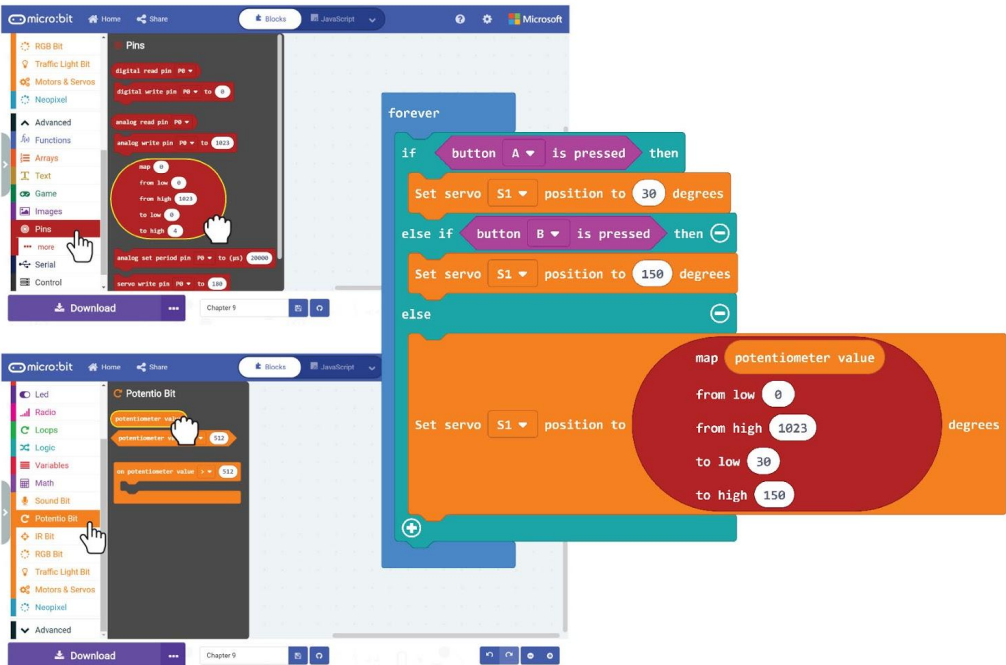 micro:bit Home Share Blocks JavaScript Microsoft
RGB Bit
Traffic Light Bit
Motors & Servos
Neopixel
Advanced
Functions
Arrays
Text
Game
Images
Pins
more
Serial
Control
Pins
digital read pin P0
digital write pin P0 to 0
analog read pin P0
analog write pin P0 to 1023
map 0
from low 0
from high 1023
to low 0
to high 4
analog set period pin P0 to (µs) 20000
servo write pin P0 to 180
Download Chapter 9
micro:bit Home Share Blocks JavaScript
Led
Radio
Loops
Logic
Variables
Math
Sound Bit
Potentio Bit
IR Bit
RGB Bit
Traffic Light Bit
Motors & Servos
Neopixel
Advanced
Potentio Bit
potentiometer
potentiometer 512
on potentiometer value > 512
Download Chapter 9
forever
if button A is pressed then
Set servo S1 position to 30 degrees
else if button B is pressed then
Set servo S1 position to 150 degrees
else
Set servo S1 position to
map potentiometer value
from low 0
from high 1023
to low 30
to high 150
degrees